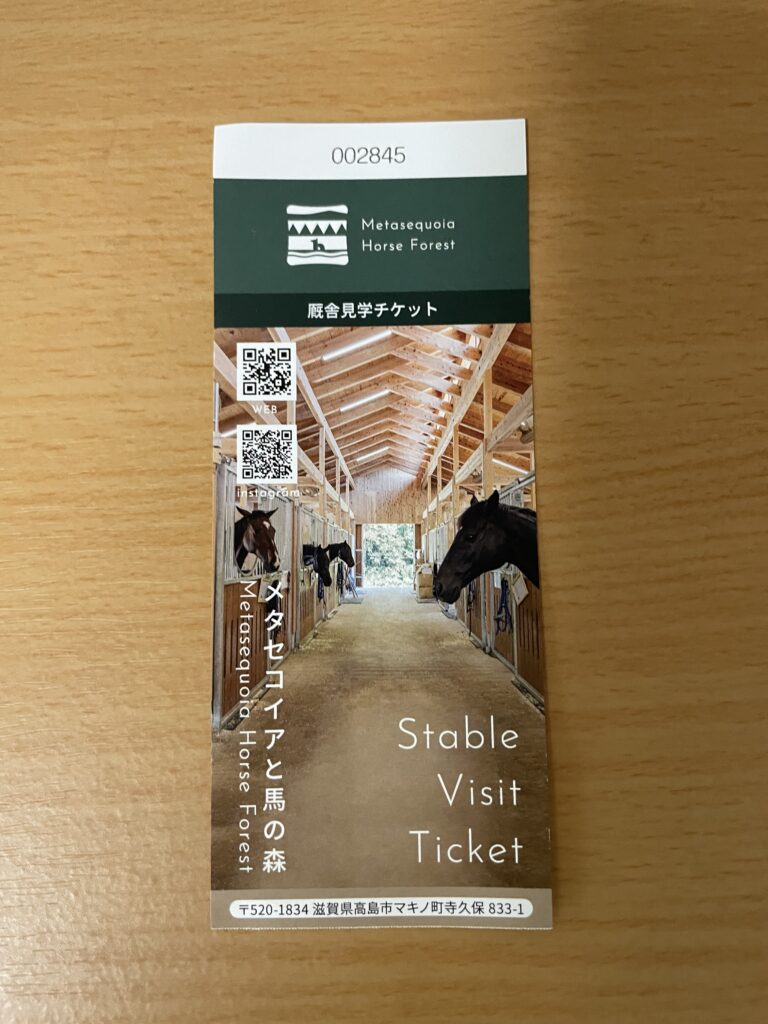 002845
Metasequoia
Horse Forest
厩舎見学チケット
WEB
instagram
メタセコイアと馬の森
Metasequoia Horse Forest
Stable
Visit
Ticket
〒520-1834 滋賀県高島市マキノ町寺久保 833-1